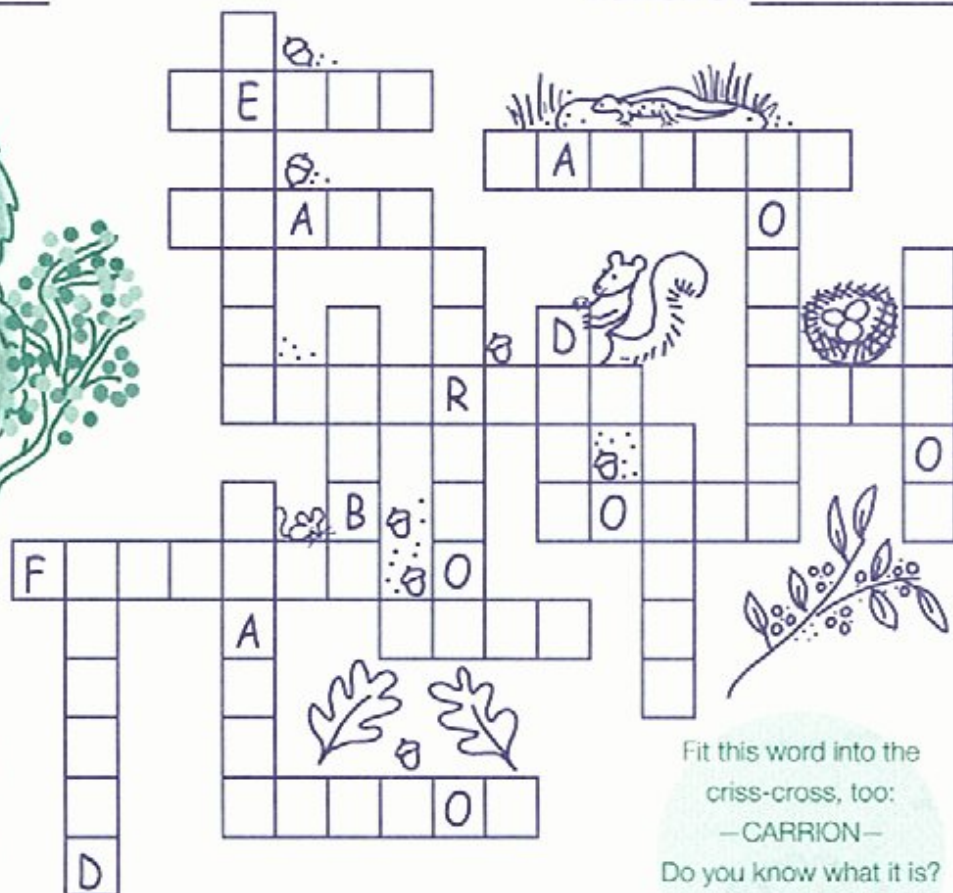 E
A
A
O
D
R
O
B
O
F
O
A
O
D
Fit this word into the
criss-cross, too:
—CARRION—
Do you know what it is?